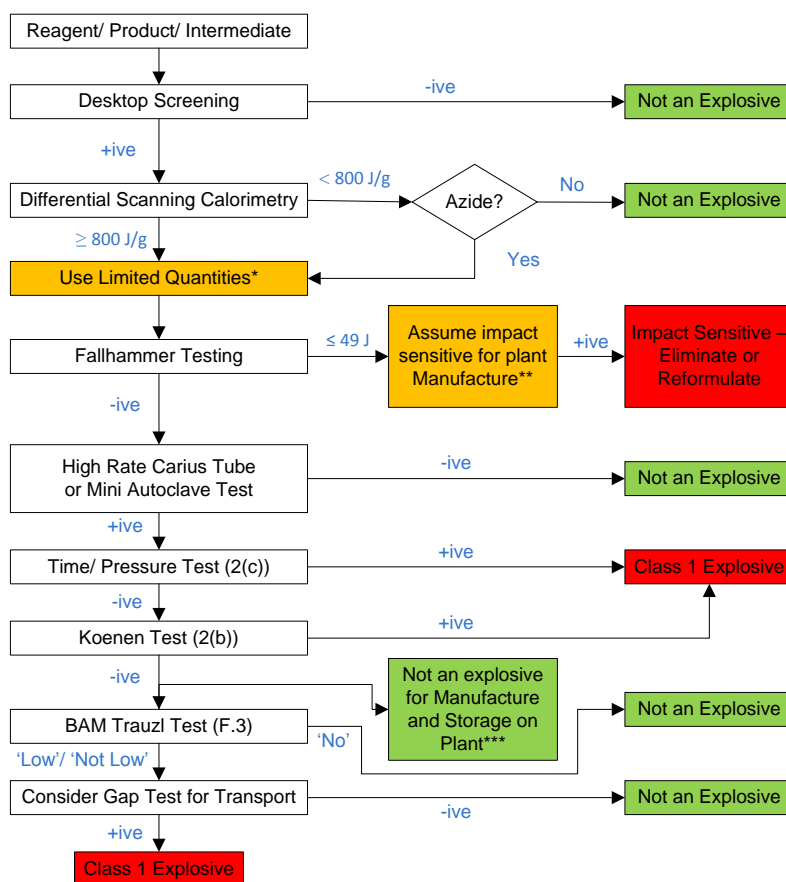 Reagent/ Product/ Intermediate
Desktop Screening
-ive
Not an Explosive
+ive
Differential Scanning Calorimetry
< 800 J/g
Azide?
No
Not an Explosive
≥ 800 J/g
Yes
Use Limited Quantities*
Fallhammer Testing
≤ 49 J
Assume impact
sensitive for plant
Manufacture**
+ive
Impact Sensitive –
Eliminate or
Reformulate
-ive
High Rate Carius Tube
or Mini Autoclave Test
-ive
Not an Explosive
+ive
Time/ Pressure Test (2(c))
+ive
Class 1 Explosive
-ive
Koenen Test (2(b))
+ive
-ive
Not an explosive
for Manufacture
and Storage on
Plant***
BAM Trauzl Test (F.3)
'No'
Not an Explosive
‘Low’/ ‘Not Low’
Consider Gap Test for Transport
-ive
Not an Explosive
+ive
Class 1 Explosive